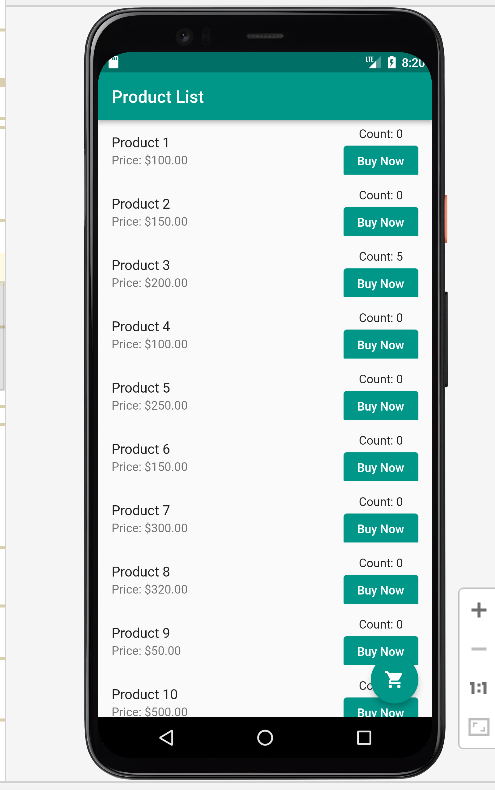 LTE 8:20
Product List
Product 1
Price: $100.00
Count: 0
Buy Now
Product 2
Price: $150.00
Count: 0
Buy Now
Product 3
Price: $200.00
Count: 5
Buy Now
Product 4
Price: $100.00
Count: 0
Buy Now
Product 5
Price: $250.00
Count: 0
Buy Now
Product 6
Price: $150.00
Count: 0
Buy Now
Product 7
Price: $300.00
Count: 0
Buy Now
Product 8
Price: $320.00
Count: 0
Buy Now
Product 9
Price: $50.00
Count: 0
Buy Now
Product 10
Price: $500.00
Buy Now
1:1